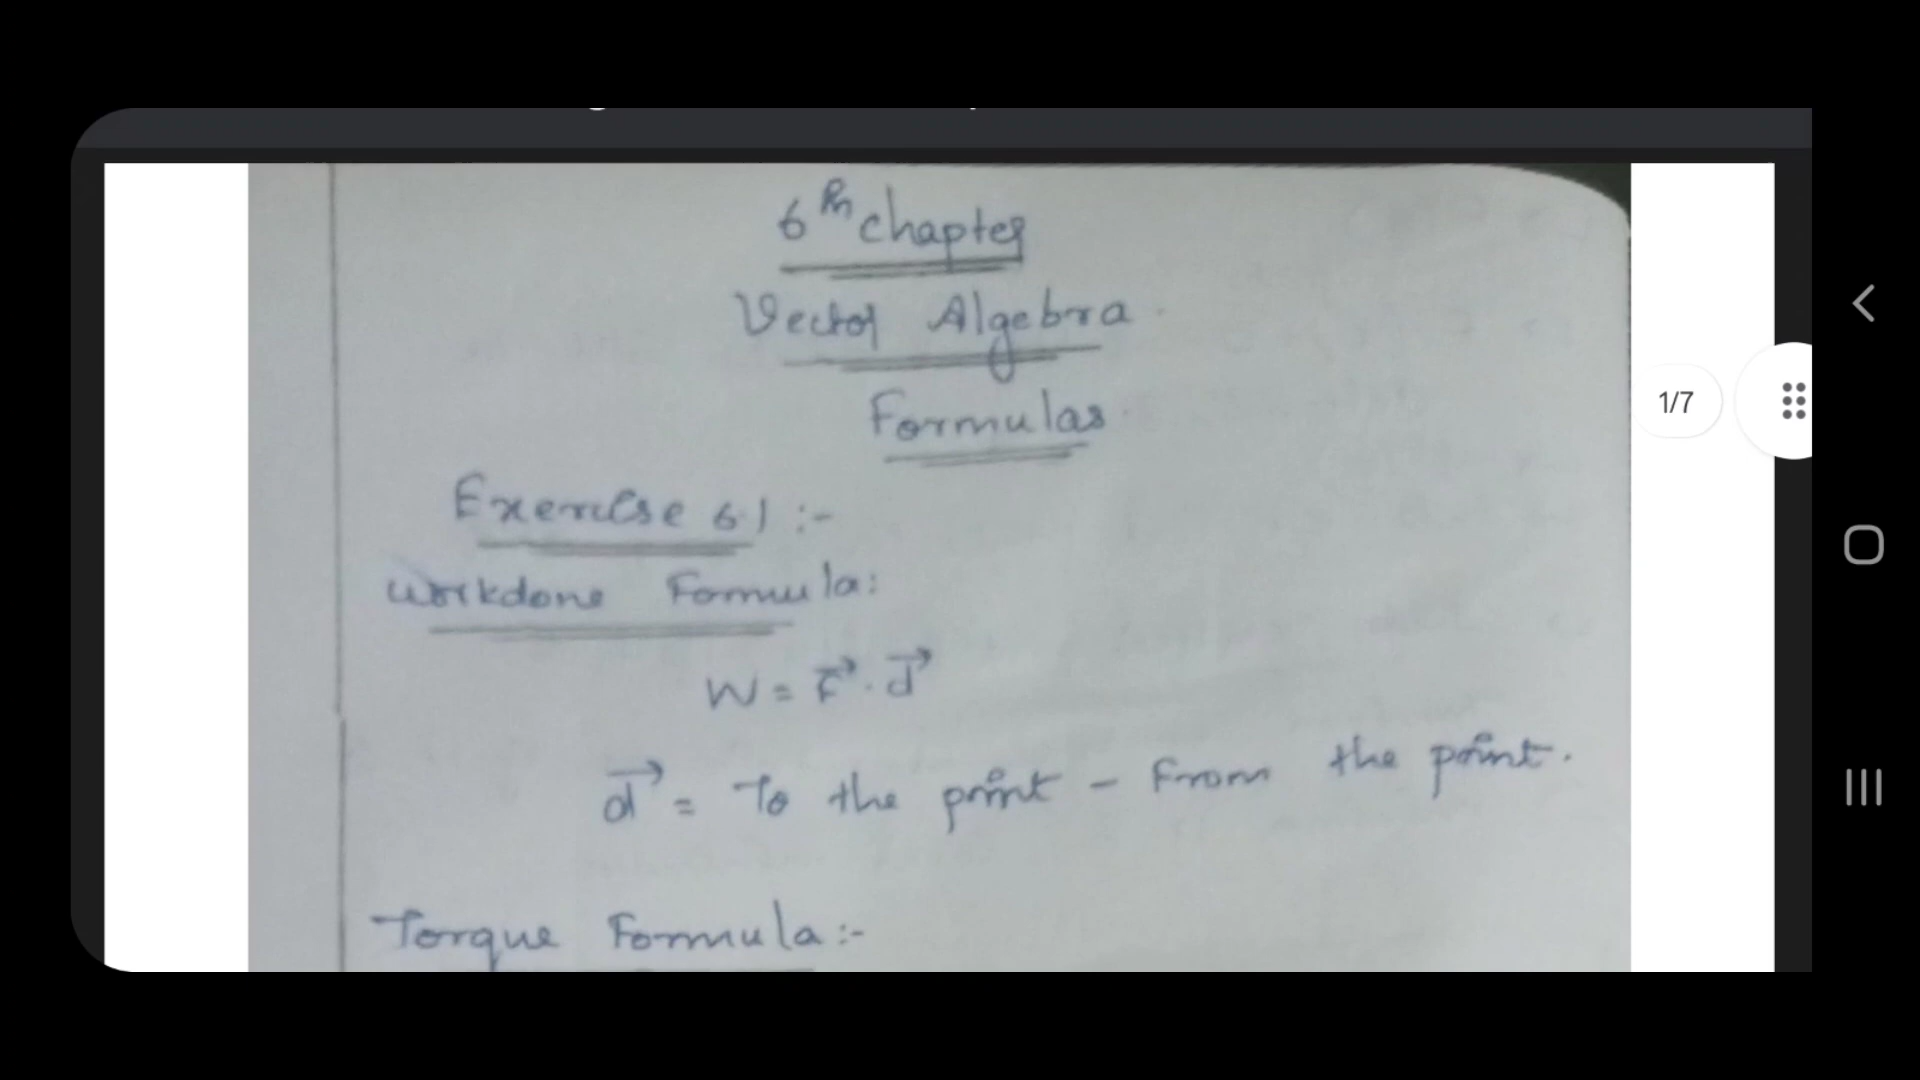 6th chapter
Vector Algebra
Formulas
Exercise 6.1 :-
workdone Formula:
W = F⃗ . d⃗
d⃗ = To the point - From the point.
Torque Formula :-
1/7